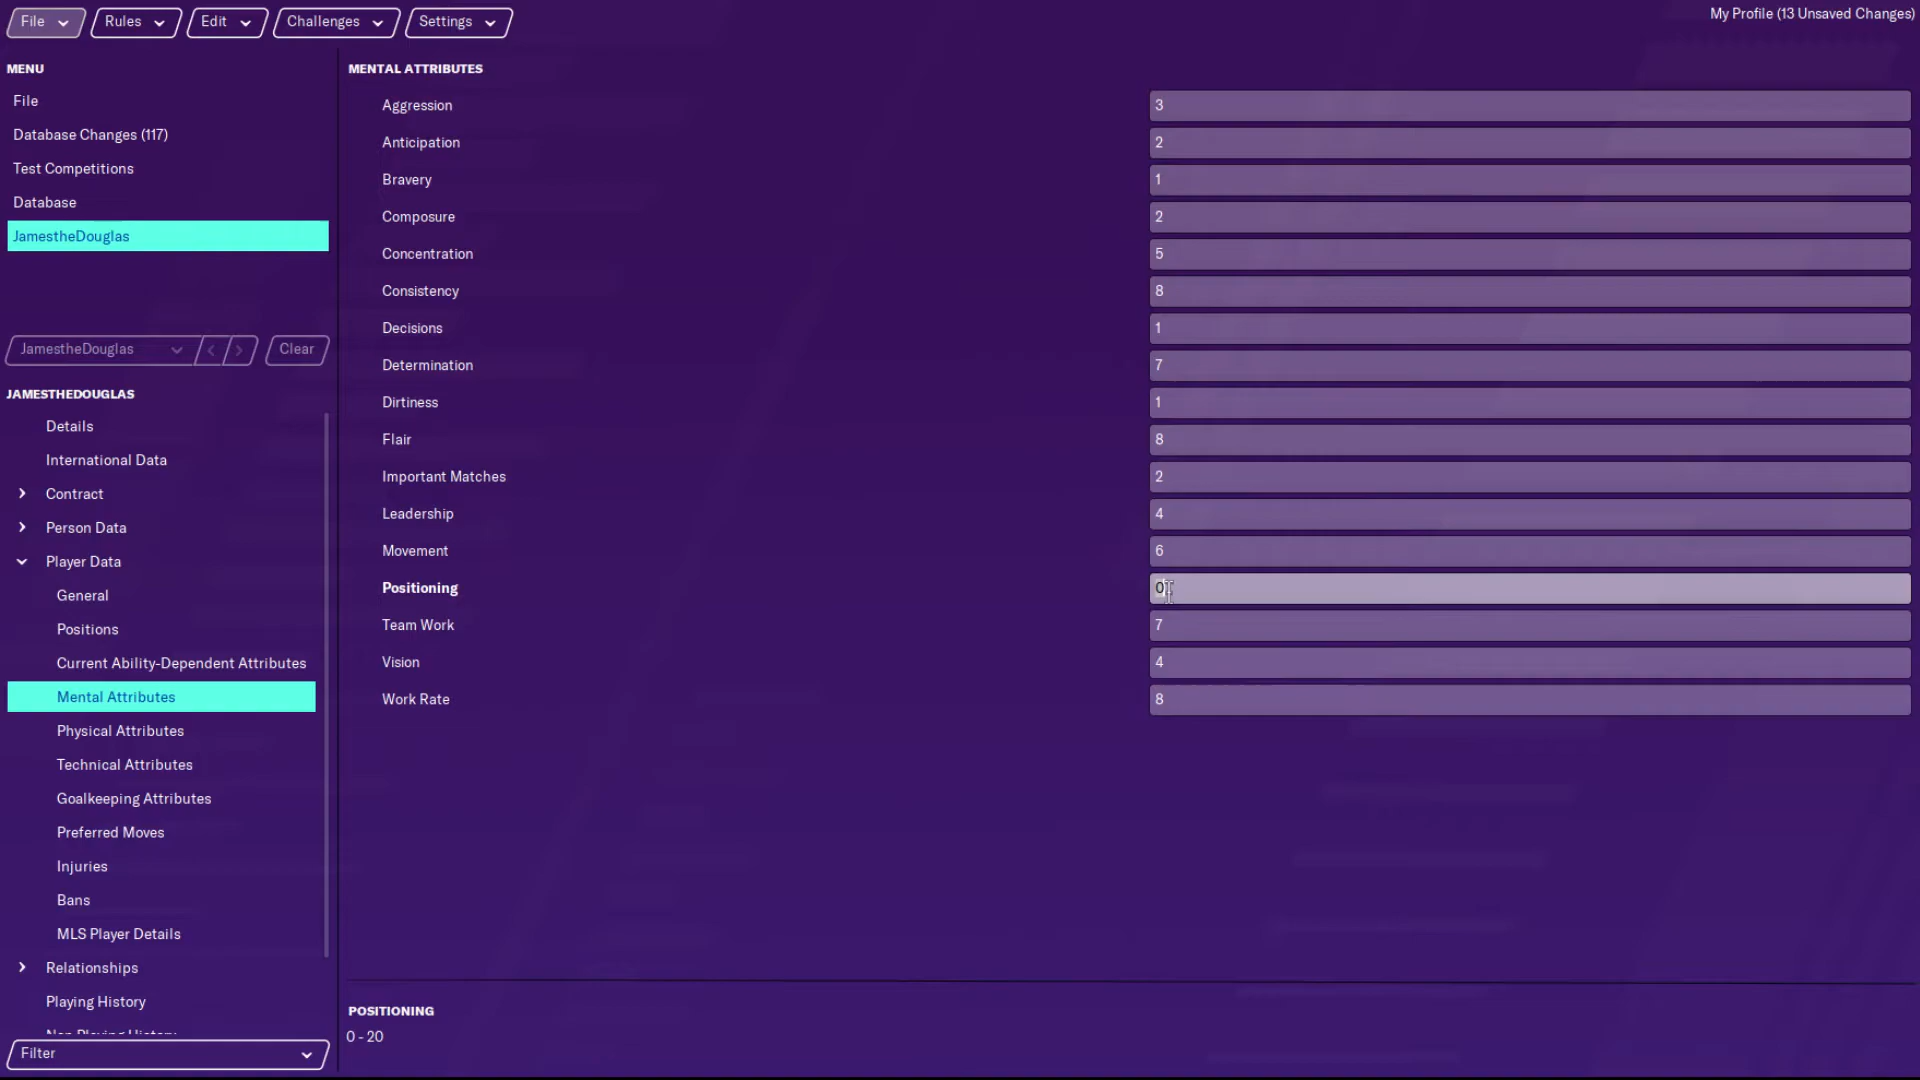 File
Rules
Edit
Challenges
Settings
My Profile (13 Unsaved Changes)
MENU
File
Database Changes (117)
Test Competitions
Database
JamestheDouglas
JamestheDouglas
Clear
JAMESTHEDOUGLAS
Details
International Data
Contract
Person Data
Player Data
General
Positions
Current Ability-Dependent Attributes
Mental Attributes
Physical Attributes
Technical Attributes
Goalkeeping Attributes
Preferred Moves
Injuries
Bans
MLS Player Details
Relationships
Playing History
Non Playing History
Filter
MENTAL ATTRIBUTES
Aggression 3
Anticipation 2
Bravery 1
Composure 2
Concentration 5
Consistency 8
Decisions 1
Determination 7
Dirtiness 1
Flair 8
Important Matches 2
Leadership 4
Movement 6
Positioning 0
Team Work 7
Vision 4
Work Rate 8
POSITIONING
0 - 20